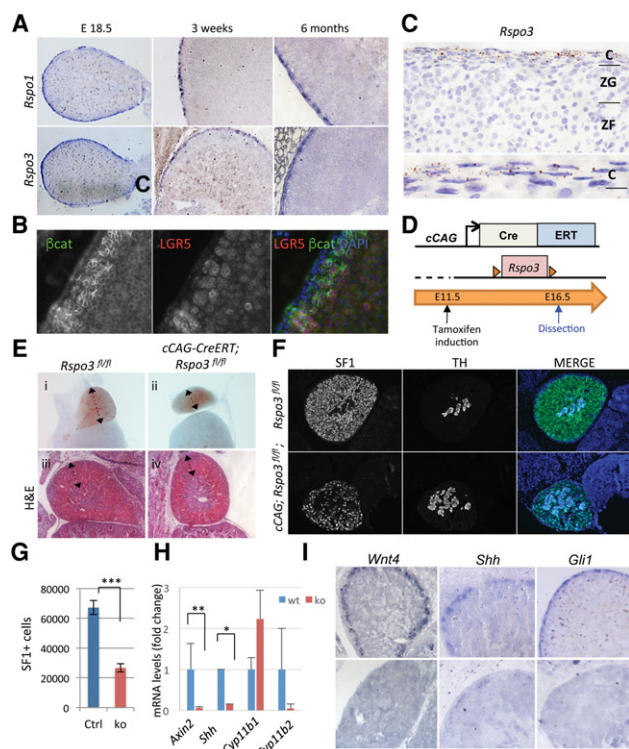 A
E 18.5
3 weeks
6 months
Rspo1
Rspo3
C
B
βcat
LGR5
LGR5 βcat DAPI
C
Rspo3
C
ZG
ZF
C
D
cCAG
Cre
ERT
Rspo3
E11.5
E16.5
Tamoxifen
induction
Dissection
E
Rspo3 fl/fl
cCAG-CreERT;
Rspo3 fl/fl
i
ii
H&E
iii
iv
F
SF1
TH
MERGE
Rspo3 fl/fl
cCAG; Rspo3 fl/fl;
G
SF1+ cells
80000
60000
40000
20000
0
***
Ctrl
ko
H
mRNA levels (fold change)
3
2
1
0
**
*
wt
ko
Axin2
Shh
Cyp11b1
Cyp11b2
I
Wnt4
Shh
Gli1